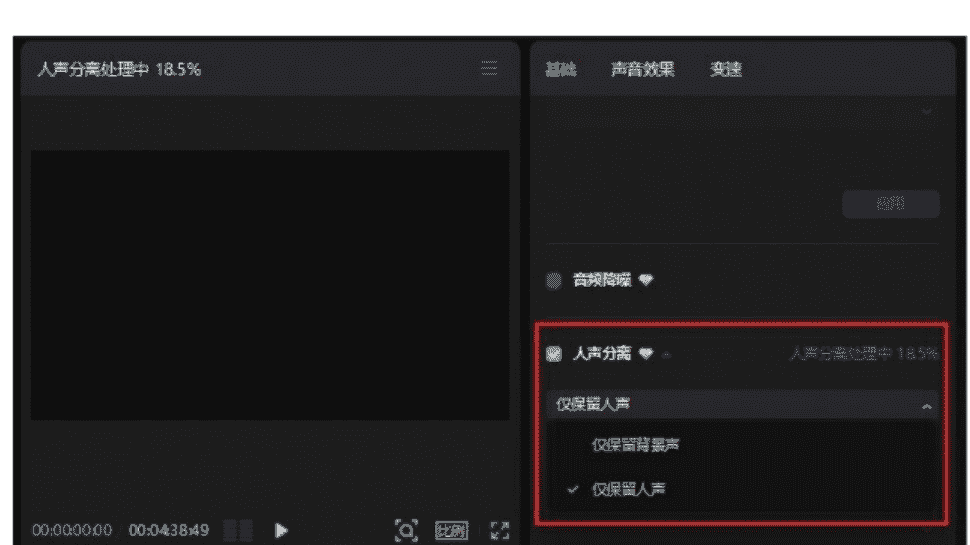 人声分离处理中 18.5%
基础 声音效果 变速
应用
音频降噪
人声分离 人声分离处理中 18.5%
仅保留人声
仅保留背景声
仅保留人声
00:00:00:00 00:04:38:49 比例